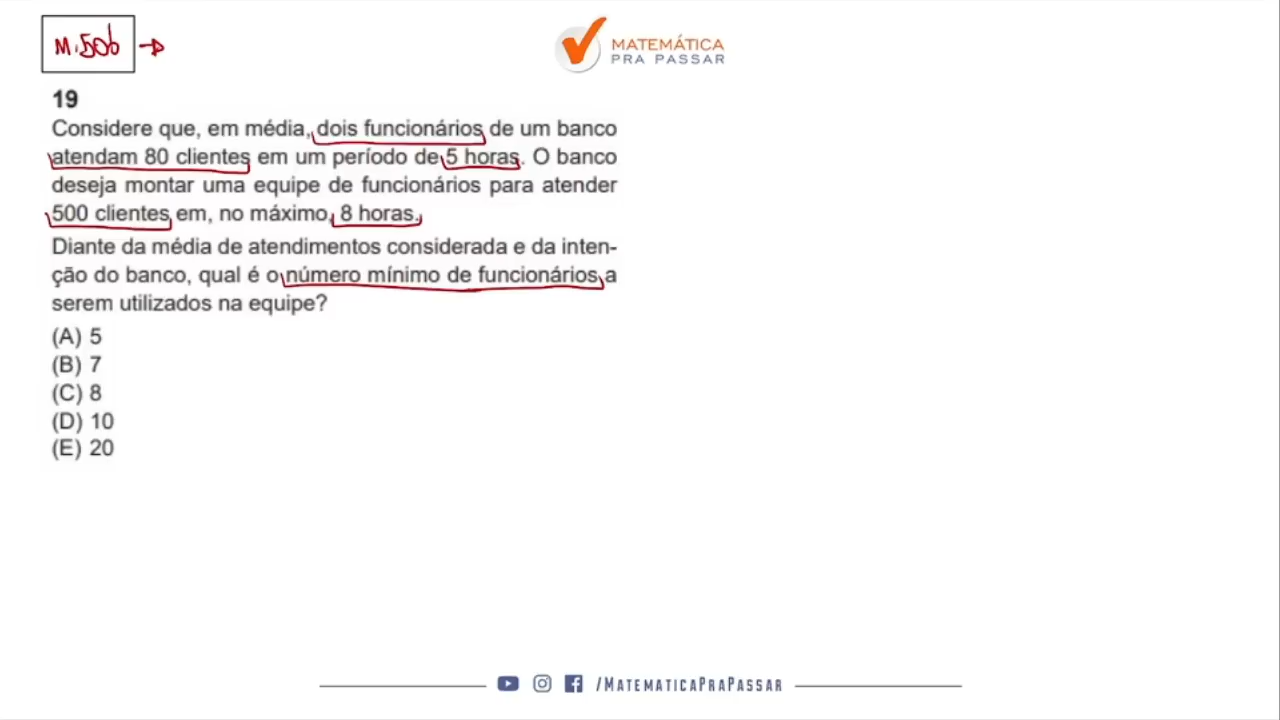 M.50b
MATEMÁTICA
PRA PASSAR
19
Considere que, em média, dois funcionários de um banco
atendam 80 clientes em um período de 5 horas. O banco
deseja montar uma equipe de funcionários para atender
500 clientes em, no máximo, 8 horas.
Diante da média de atendimentos considerada e da inten-
ção do banco, qual é o número mínimo de funcionários a
serem utilizados na equipe?
(A) 5
(B) 7
(C) 8
(D) 10
(E) 20
/MATEMATICAPRAPASSAR